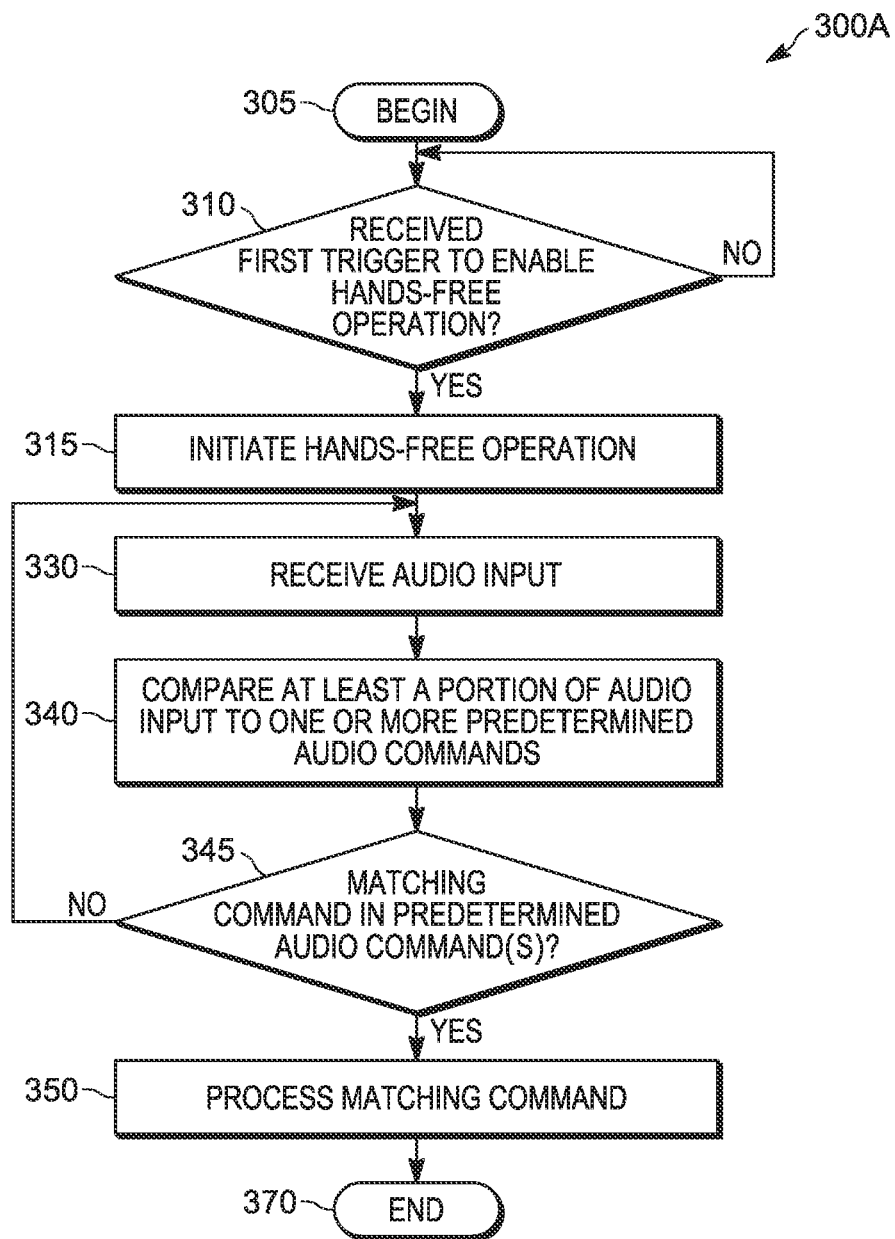 300A
305
BEGIN
310
RECEIVED
FIRST TRIGGER TO ENABLE
HANDS-FREE
OPERATION?
NO
YES
315
INITIATE HANDS-FREE OPERATION
330
RECEIVE AUDIO INPUT
340
COMPARE AT LEAST A PORTION OF AUDIO
INPUT TO ONE OR MORE PREDETERMINED
AUDIO COMMANDS
345
MATCHING
COMMAND IN PREDETERMINED
AUDIO COMMAND(S)?
NO
YES
350
PROCESS MATCHING COMMAND
370
END